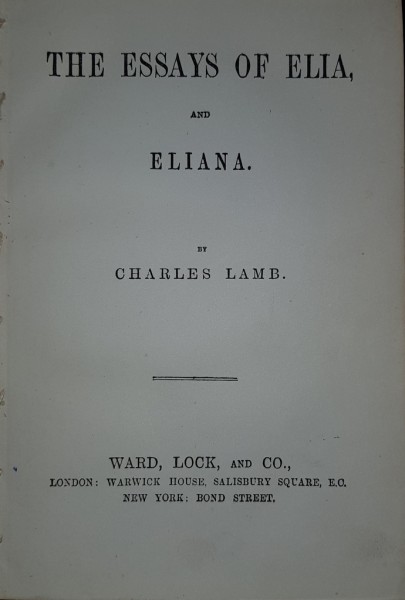 THE ESSAYS OF ELIA,
AND
ELIANA.
BY
CHARLES LAMB.
WARD, LOCK, AND CO.,
LONDON: WARWICK HOUSE, SALISBURY SQUARE, E.C.
NEW YORK: BOND STREET.